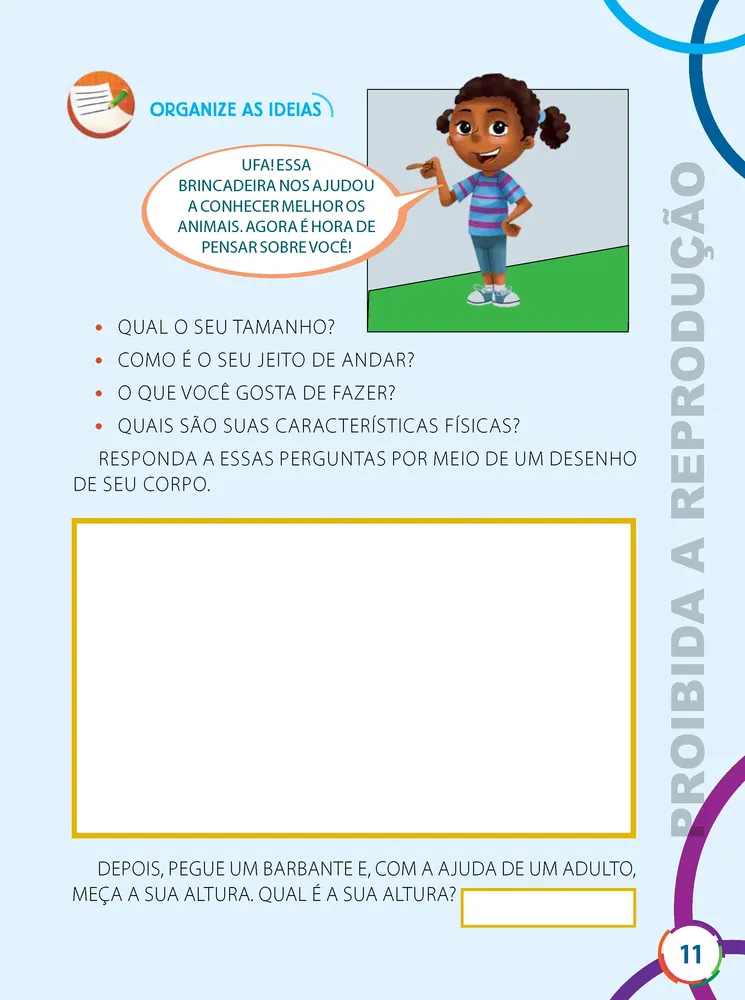 ORGANIZE AS IDEIAS
UFA! ESSA
BRINCADEIRA NOS AJUDOU
A CONHECER MELHOR OS
ANIMAIS. AGORA É HORA DE
PENSAR SOBRE VOCÊ!
• QUAL O SEU TAMANHO?
• COMO É O SEU JEITO DE ANDAR?
• O QUE VOCÊ GOSTA DE FAZER?
• QUAIS SÃO SUAS CARACTERÍSTICAS FÍSICAS?
RESPONDA A ESSAS PERGUNTAS POR MEIO DE UM DESENHO
DE SEU CORPO.
DEPOIS, PEGUE UM BARBANTE E, COM A AJUDA DE UM ADULTO,
MEÇA A SUA ALTURA. QUAL É A SUA ALTURA?
PROIBIDA A REPRODUÇÃO
11